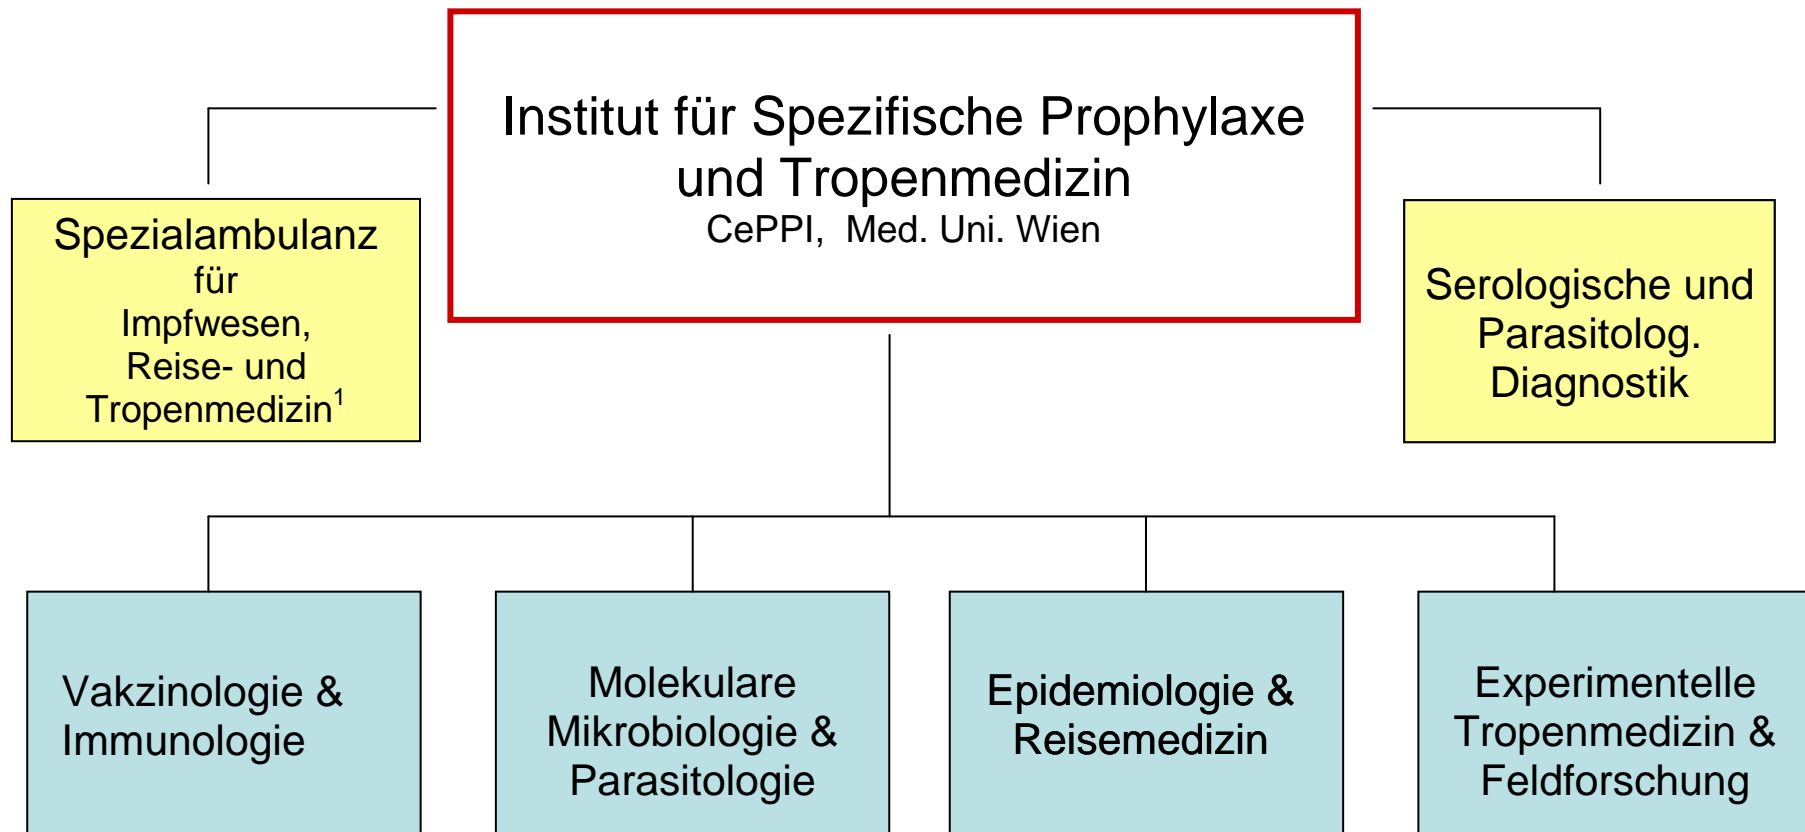 Institut für Spezifische Prophylaxe
und Tropenmedizin
CePPI, Med. Uni. Wien
Spezialambulanz
für
Impfwesen,
Reise- und
Tropenmedizin¹
Serologische und
Parasitolog.
Diagnostik
Vakzinologie &
Immunologie
Molekulare
Mikrobiologie &
Parasitologie
Epidemiologie &
Reisemedizin
Experimentelle
Tropenmedizin &
Feldforschung